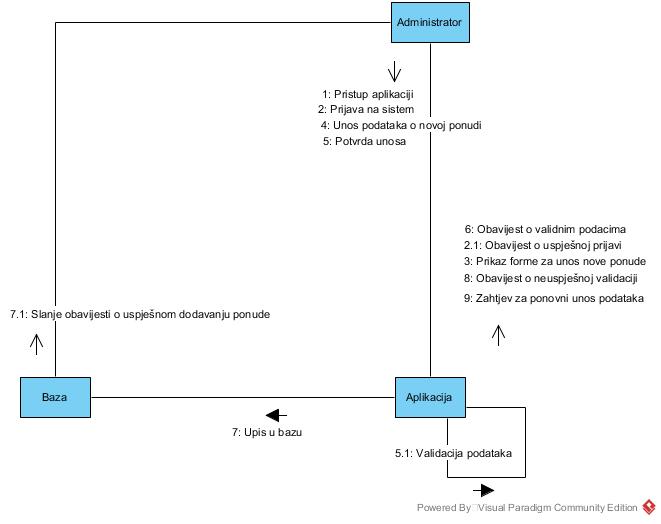 Administrator
1: Pristup aplikaciji
2: Prijava na sistem
4: Unos podataka o novoj ponudi
5: Potvrda unosa
6: Obavijest o validnim podacima
2.1: Obavijest o uspješnoj prijavi
3: Prikaz forme za unos nove ponude
8: Obavijest o neuspješnoj validaciji
9: Zahtjev za ponovni unos podataka
7.1: Slanje obavijesti o uspješnom dodavanju ponude
Baza
Aplikacija
7: Upis u bazu
5.1: Validacija podataka
Powered By Visual Paradigm Community Edition